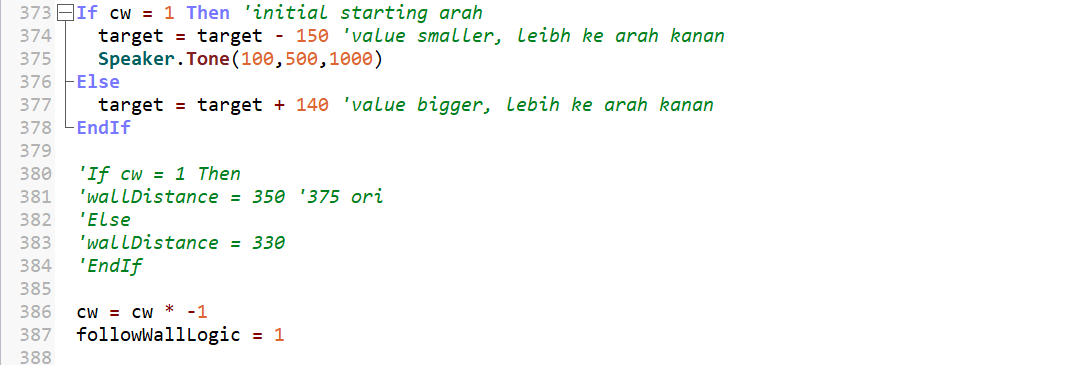 373 If cw = 1 Then 'initial starting arah
374 target = target - 150 'value smaller, leibh ke arah kanan
375 Speaker.Tone(100,500,1000)
376 Else
377 target = target + 140 'value bigger, lebih ke arah kanan
378 EndIf
379
380 'If cw = 1 Then
381 'wallDistance = 350 '375 ori
382 'Else
383 'wallDistance = 330
384 'EndIf
385
386 cw = cw * -1
387 followWallLogic = 1
388